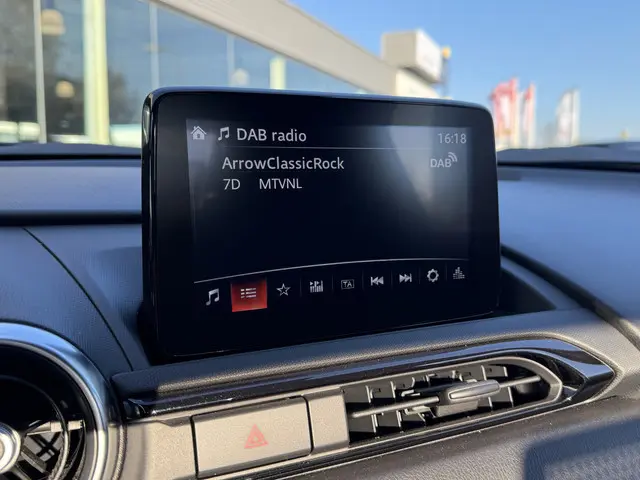 DAB radio 16:18
ArrowClassicRock DAB
7D MTVNL
TA